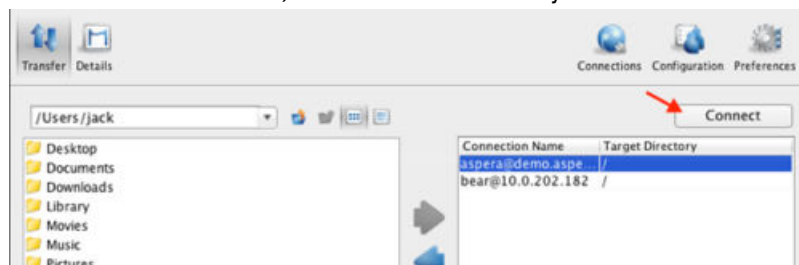 Transfer Details
Connections Configuration Preferences
/Users/jack
Connect
Desktop
Documents
Downloads
Library
Movies
Music
Pictures
Connection Name Target Directory
aspera@demo.aspe... /
bear@10.0.202.182 /